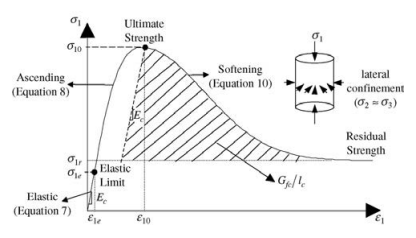 σ1
Ultimate
Strength
σ10
σ1
Ascending
(Equation 8)
Softening
(Equation 10)
lateral
confinement
(σ2 = σ3)
Ec
Residual
Strength
σ1r
σ1e
Elastic
Limit
Gfc/lc
Elastic
(Equation 7)
Ec
ε1e
ε10
ε1